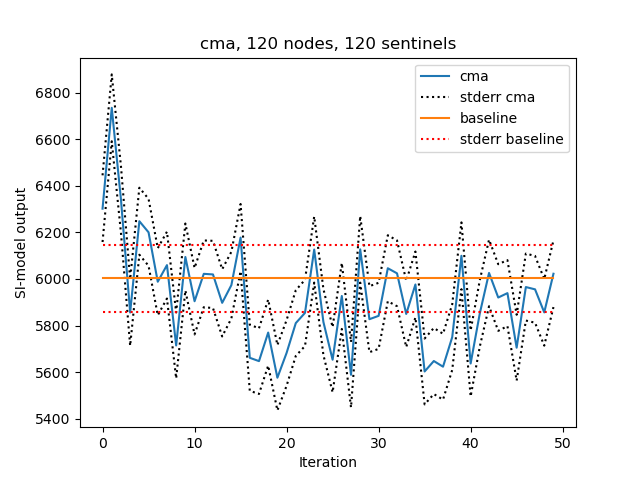 cma, 120 nodes, 120 sentinels
cma
stderr cma
baseline
stderr baseline
SI-model output
6800
6600
6400
6200
6000
5800
5600
5400
0 10 20 30 40 50
Iteration